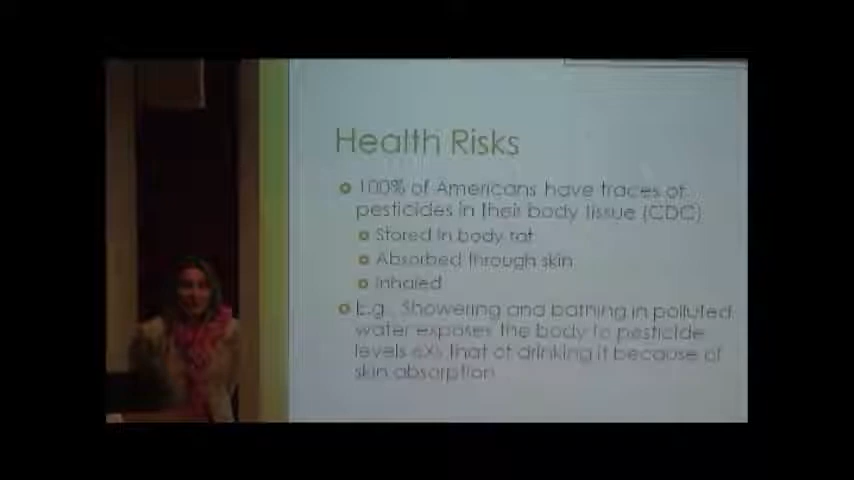 Health Risks
100% of Americans have traces of
pesticides in their body tissue (CDC)
Stored in body fat
Absorbed through skin
Inhaled
E.g., Showering and bathing in polluted
water exposes the body to pesticide
levels 6X that of drinking it because of
skin absorption